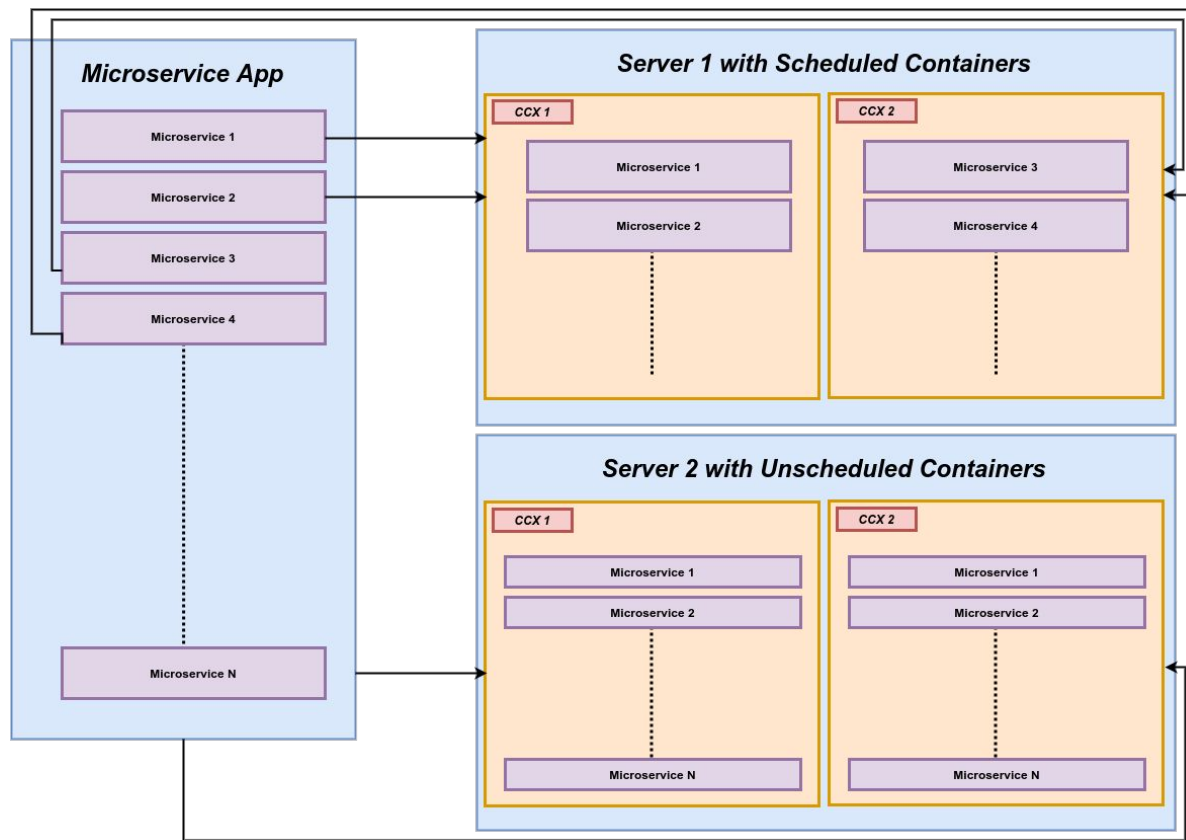 Microservice App
Microservice 1
Microservice 2
Microservice 3
Microservice 4
Microservice N
Server 1 with Scheduled Containers
CCX 1
Microservice 1
Microservice 2
CCX 2
Microservice 3
Microservice 4
Server 2 with Unscheduled Containers
CCX 1
Microservice 1
Microservice 2
Microservice N
CCX 2
Microservice 1
Microservice 2
Microservice N